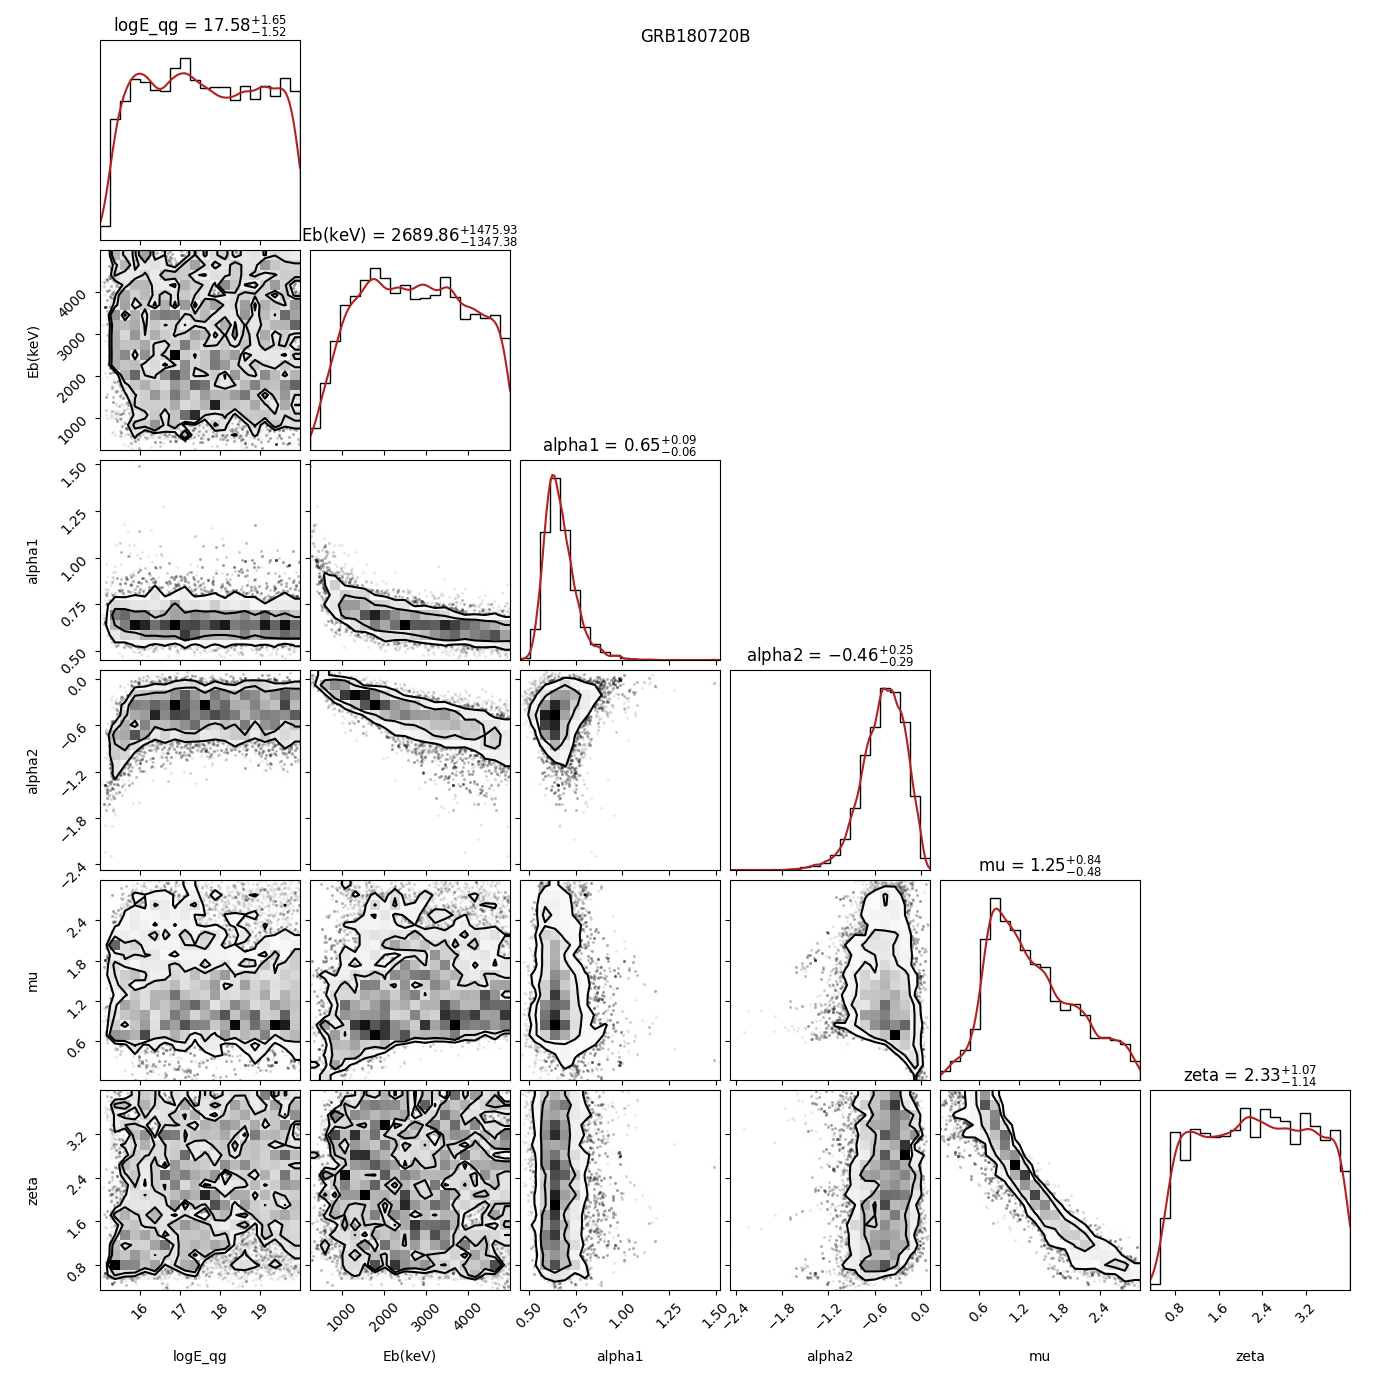 logE_qg = 17.58+1.65−1.52
GRB180720B
Eb(keV) = 2689.86+1475.93−1347.38
4000
3000
2000
1000
Eb(keV)
alpha1 = 0.65+0.09−0.06
1.50
1.25
1.00
0.75
0.50
alpha1
alpha2 = −0.46+0.25−0.29
0.0
−0.6
−1.2
−1.8
−2.4
alpha2
mu = 1.25+0.84−0.48
2.4
1.8
1.2
0.6
mu
zeta = 2.33+1.07−1.14
3.2
2.4
1.6
0.8
zeta
16 17 18 19
1000 2000 3000 4000
0.50 0.75 1.00 1.25 1.50
−2.4 −1.8 −1.2 −0.6 0.0
0.6 1.2 1.8 2.4
0.8 1.6 2.4 3.2
logE_qg Eb(keV) alpha1 alpha2 mu zeta